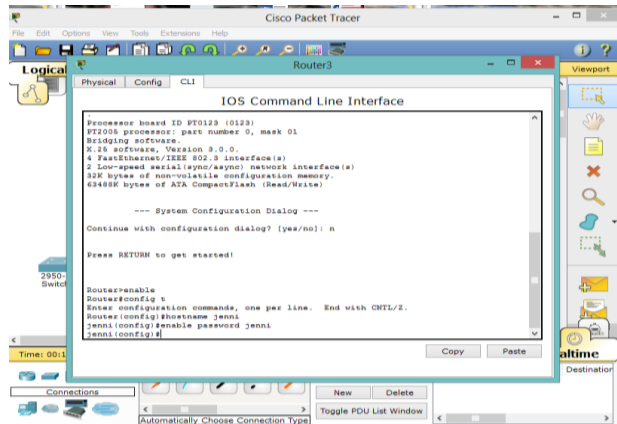 Cisco Packet Tracer
File Edit Options View Tools Extensions Help
Logical
Router3
Viewport
Physical Config CLI
IOS Command Line Interface
Processor board ID PT0123 (0123)
PT2005 processor: part number 0, mask 01
Bridging software.
X.25 software, Version 3.0.0.
4 FastEthernet/IEEE 802.3 interface(s)
2 Low-speed serial(sync/async) network interface(s)
32K bytes of non-volatile configuration memory.
63488K bytes of ATA CompactFlash (Read/Write)
--- System Configuration Dialog ---
Continue with configuration dialog? [yes/no]: n
Press RETURN to get started!
Router>enable
Router#config t
Enter configuration commands, one per line. End with CNTL/Z.
Router(config)#hostname jenni
jenni(config)#enable password jenni
jenni(config)#
2950-
Switc
Copy Paste
Time: 00:1
altime
Connections
New Delete
Toggle PDU List Window
Destination
Automatically Choose Connection Type